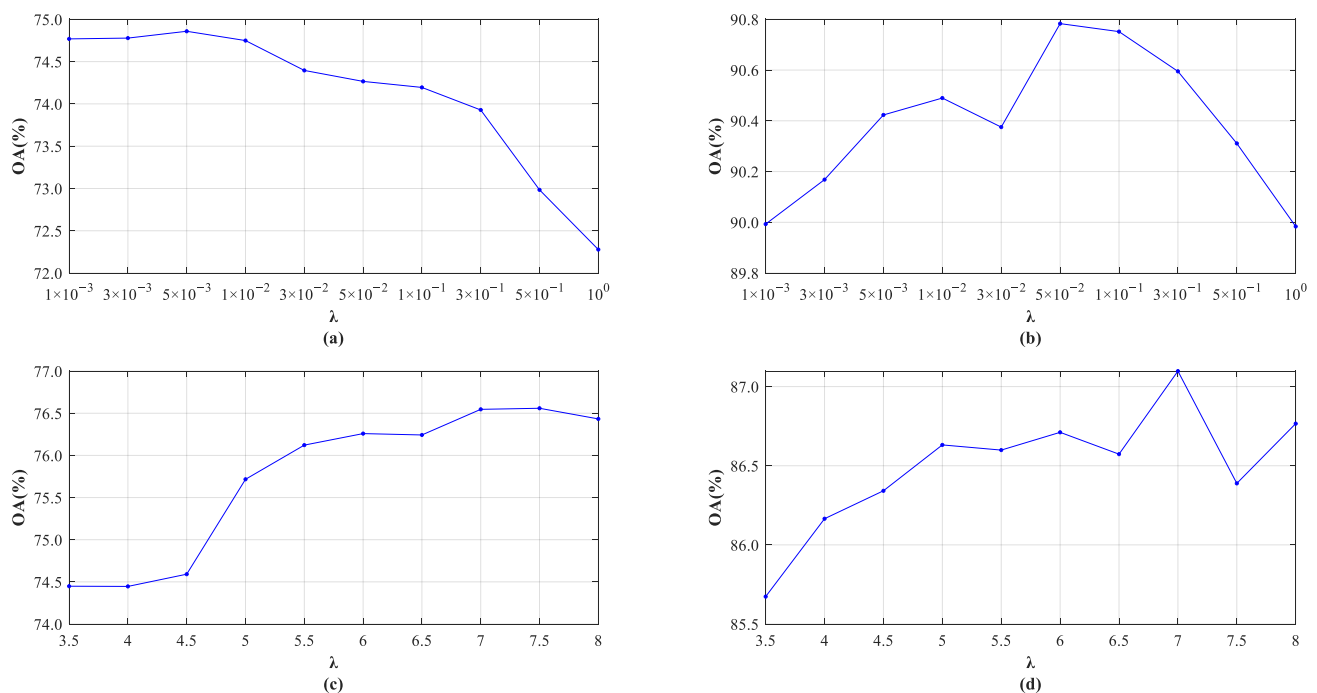 75.0
74.5
74.0
73.5
73.0
72.5
72.0
OA(%)
1×10⁻³ 3×10⁻³ 5×10⁻³ 1×10⁻² 3×10⁻² 5×10⁻² 1×10⁻¹ 3×10⁻¹ 5×10⁻¹ 10⁰
λ
(a)
90.8
90.6
90.4
90.2
90.0
89.8
OA(%)
1×10⁻³ 3×10⁻³ 5×10⁻³ 1×10⁻² 3×10⁻² 5×10⁻² 1×10⁻¹ 3×10⁻¹ 5×10⁻¹ 10⁰
λ
(b)
77.0
76.5
76.0
75.5
75.0
74.5
74.0
OA(%)
3.5 4 4.5 5 5.5 6 6.5 7 7.5 8
λ
(c)
87.0
86.5
86.0
85.5
OA(%)
3.5 4 4.5 5 5.5 6 6.5 7 7.5 8
λ
(d)